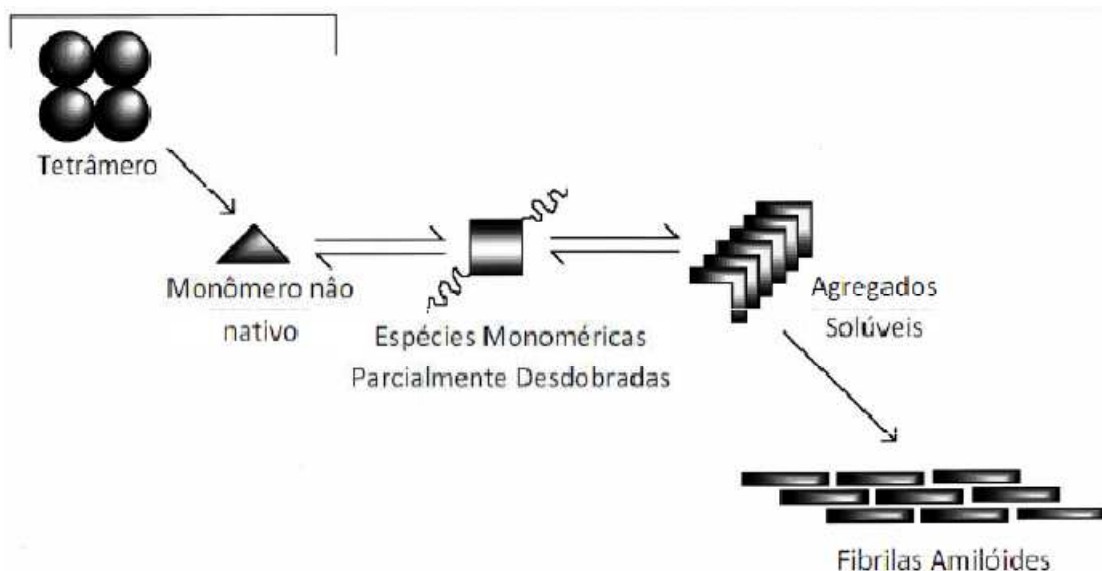 Tetrâmero
Monômero não
nativo
Espécies Monoméricas
Parcialmente Desdobradas
Agregados
Solúveis
Fibrilas Amilóides